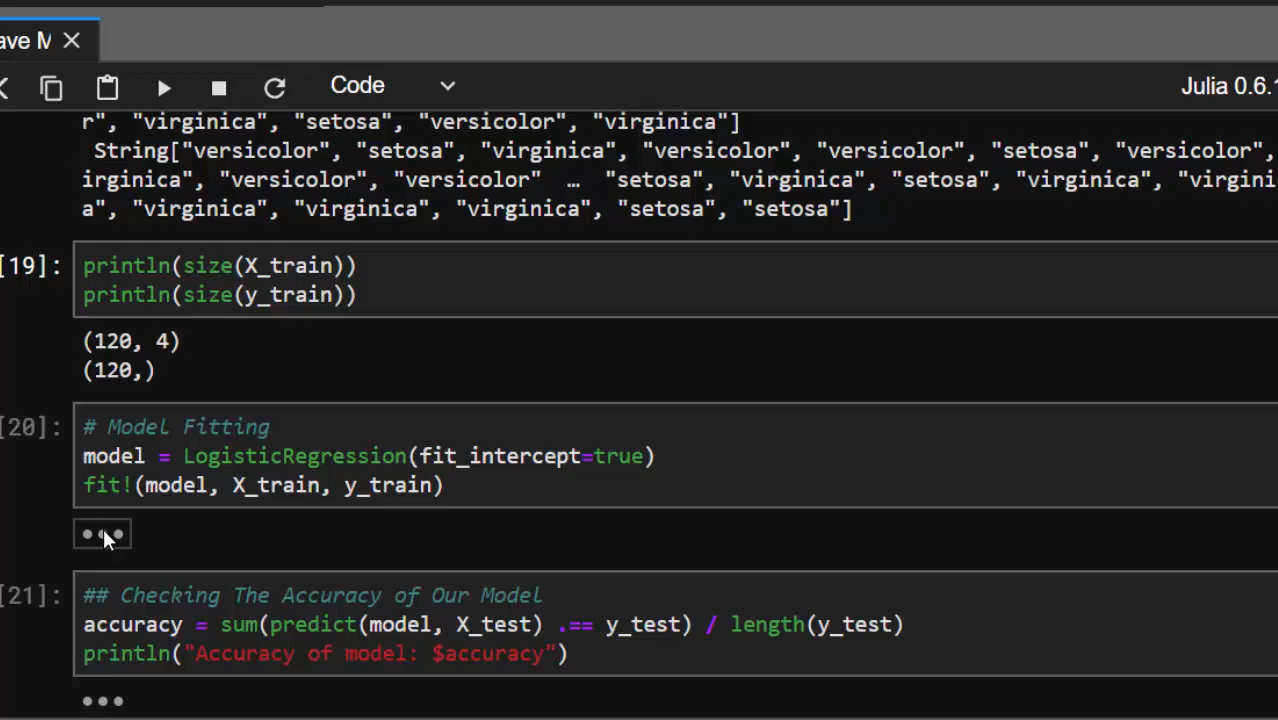 ave M
Code
Julia 0.6.1
r", "virginica", "setosa", "versicolor", "virginica"]
String["versicolor", "setosa", "virginica", "versicolor", "versicolor", "setosa", "versicolor",
irginica", "versicolor", "versicolor" … "setosa", "virginica", "setosa", "virginica", "virgini
a", "virginica", "virginica", "virginica", "setosa", "setosa"]
[19]:
println(size(X_train))
println(size(y_train))
(120, 4)
(120,)
[20]:
# Model Fitting
model = LogisticRegression(fit_intercept=true)
fit!(model, X_train, y_train)
[21]:
## Checking The Accuracy of Our Model
accuracy = sum(predict(model, X_test) .== y_test) / length(y_test)
println("Accuracy of model: $accuracy")